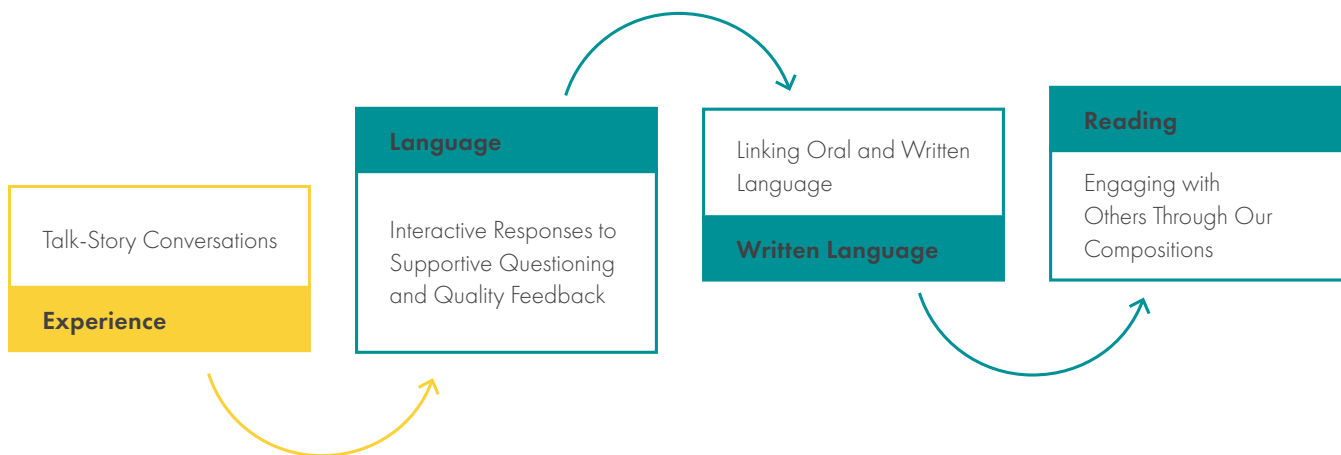 Talk-Story Conversations
Experience
Language
Interactive Responses to
Supportive Questioning
and Quality Feedback
Linking Oral and Written
Language
Written Language
Reading
Engaging with
Others Through Our
Compositions